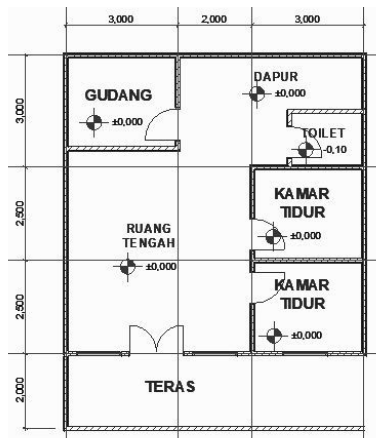 3,000 2,000 3,000
3,000
DAPUR
±0,000
GUDANG
±0,000
TOILET
-0,10
2,500
KAMAR
TIDUR
±0,000
RUANG
TENGAH
±0,000
2,500
KAMAR
TIDUR
±0,000
2,000
TERAS